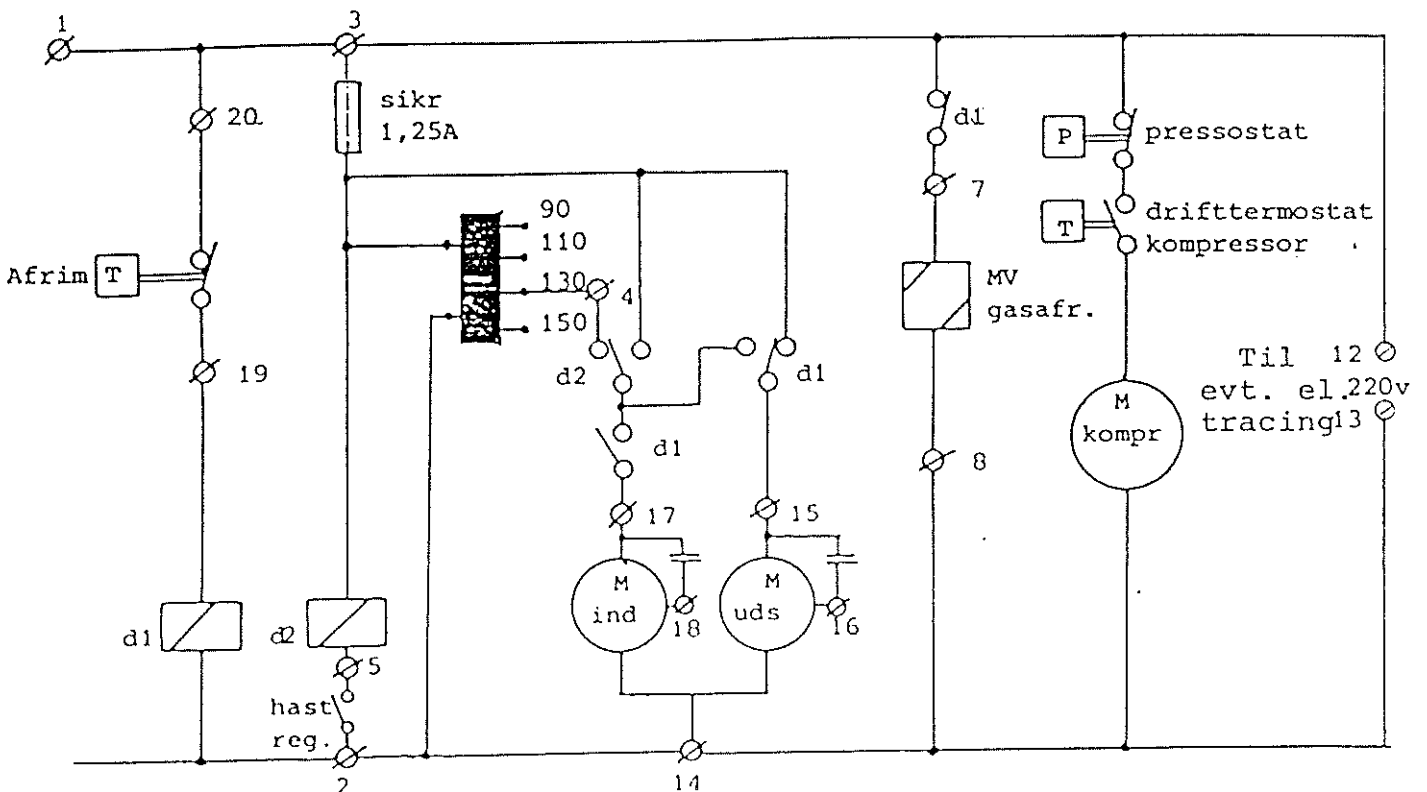 1
3
20
sikr
1,25A
d1
P
pressostat
7
90
110
130
150
4
T
drifttermostat
kompressor
Afrim
T
MV
gasafr.
19
d2
d1
Til
12
evt. el.
220v
tracing
13
M
kompr
d1
8
17
15
M
ind
M
uds
18
16
d1
d2
5
hast
reg.
2
14